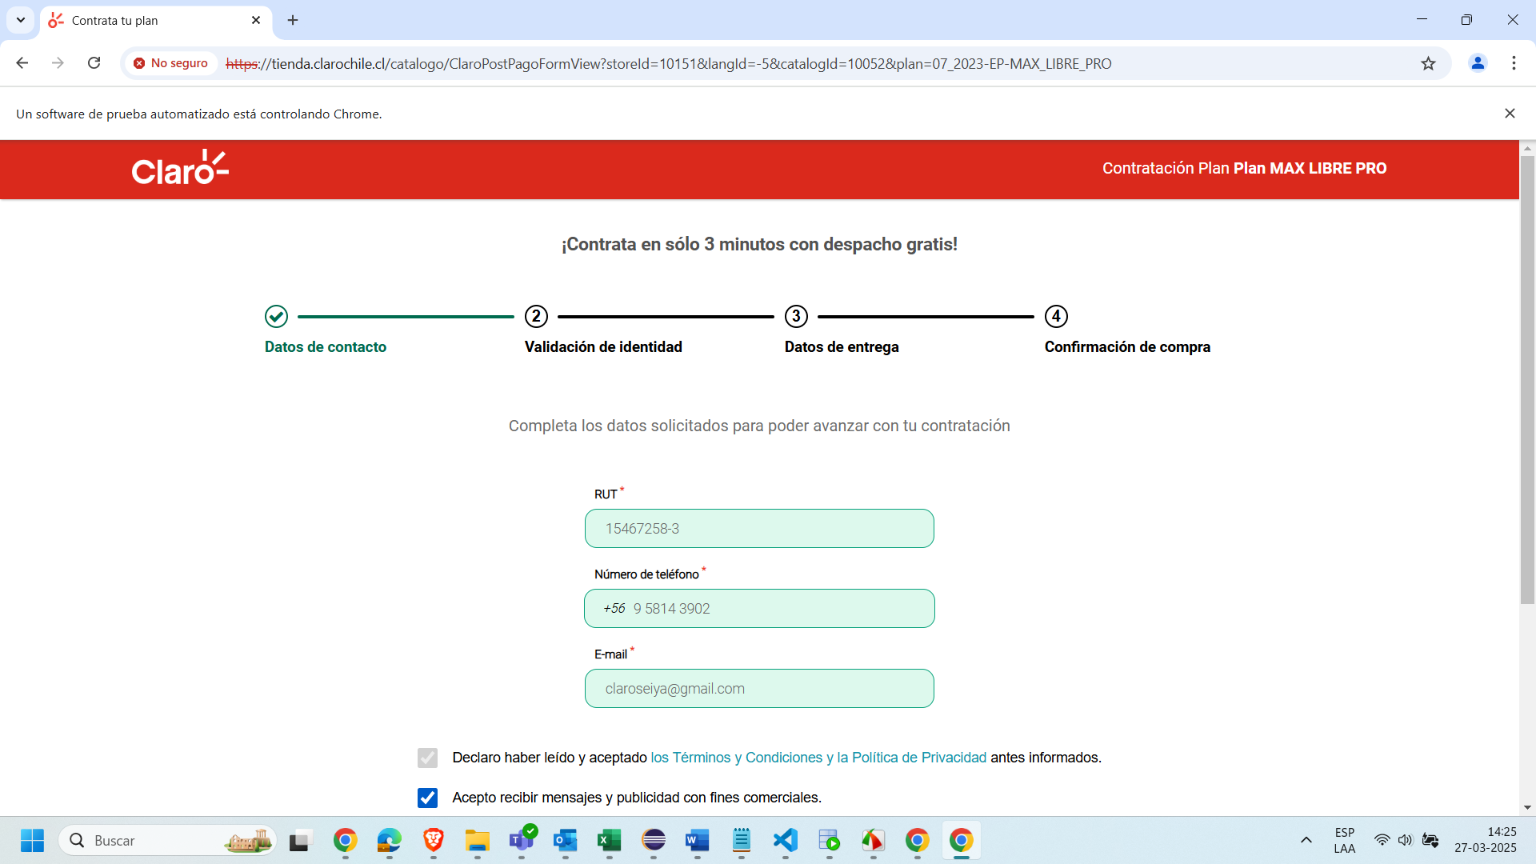 Contrata tu plan
No seguro
https://tienda.clarochile.cl/catalogo/ClaroPostPagoFormView?storeId=10151&langId=-5&catalogId=10052&plan=07_2023-EP-MAX_LIBRE_PRO
Un software de prueba automatizado está controlando Chrome.
Claro
Contratación Plan Plan MAX LIBRE PRO
¡Contrata en sólo 3 minutos con despacho gratis!
2 3 4
Datos de contacto Validación de identidad Datos de entrega Confirmación de compra
Completa los datos solicitados para poder avanzar con tu contratación
RUT *
15467258-3
Número de teléfono *
+56 9 5814 3902
E-mail *
claroseiya@gmail.com
Declaro haber leído y aceptado los Términos y Condiciones y la Política de Privacidad antes informados.
Acepto recibir mensajes y publicidad con fines comerciales.
Buscar
ESP
LAA
14:25
27-03-2025